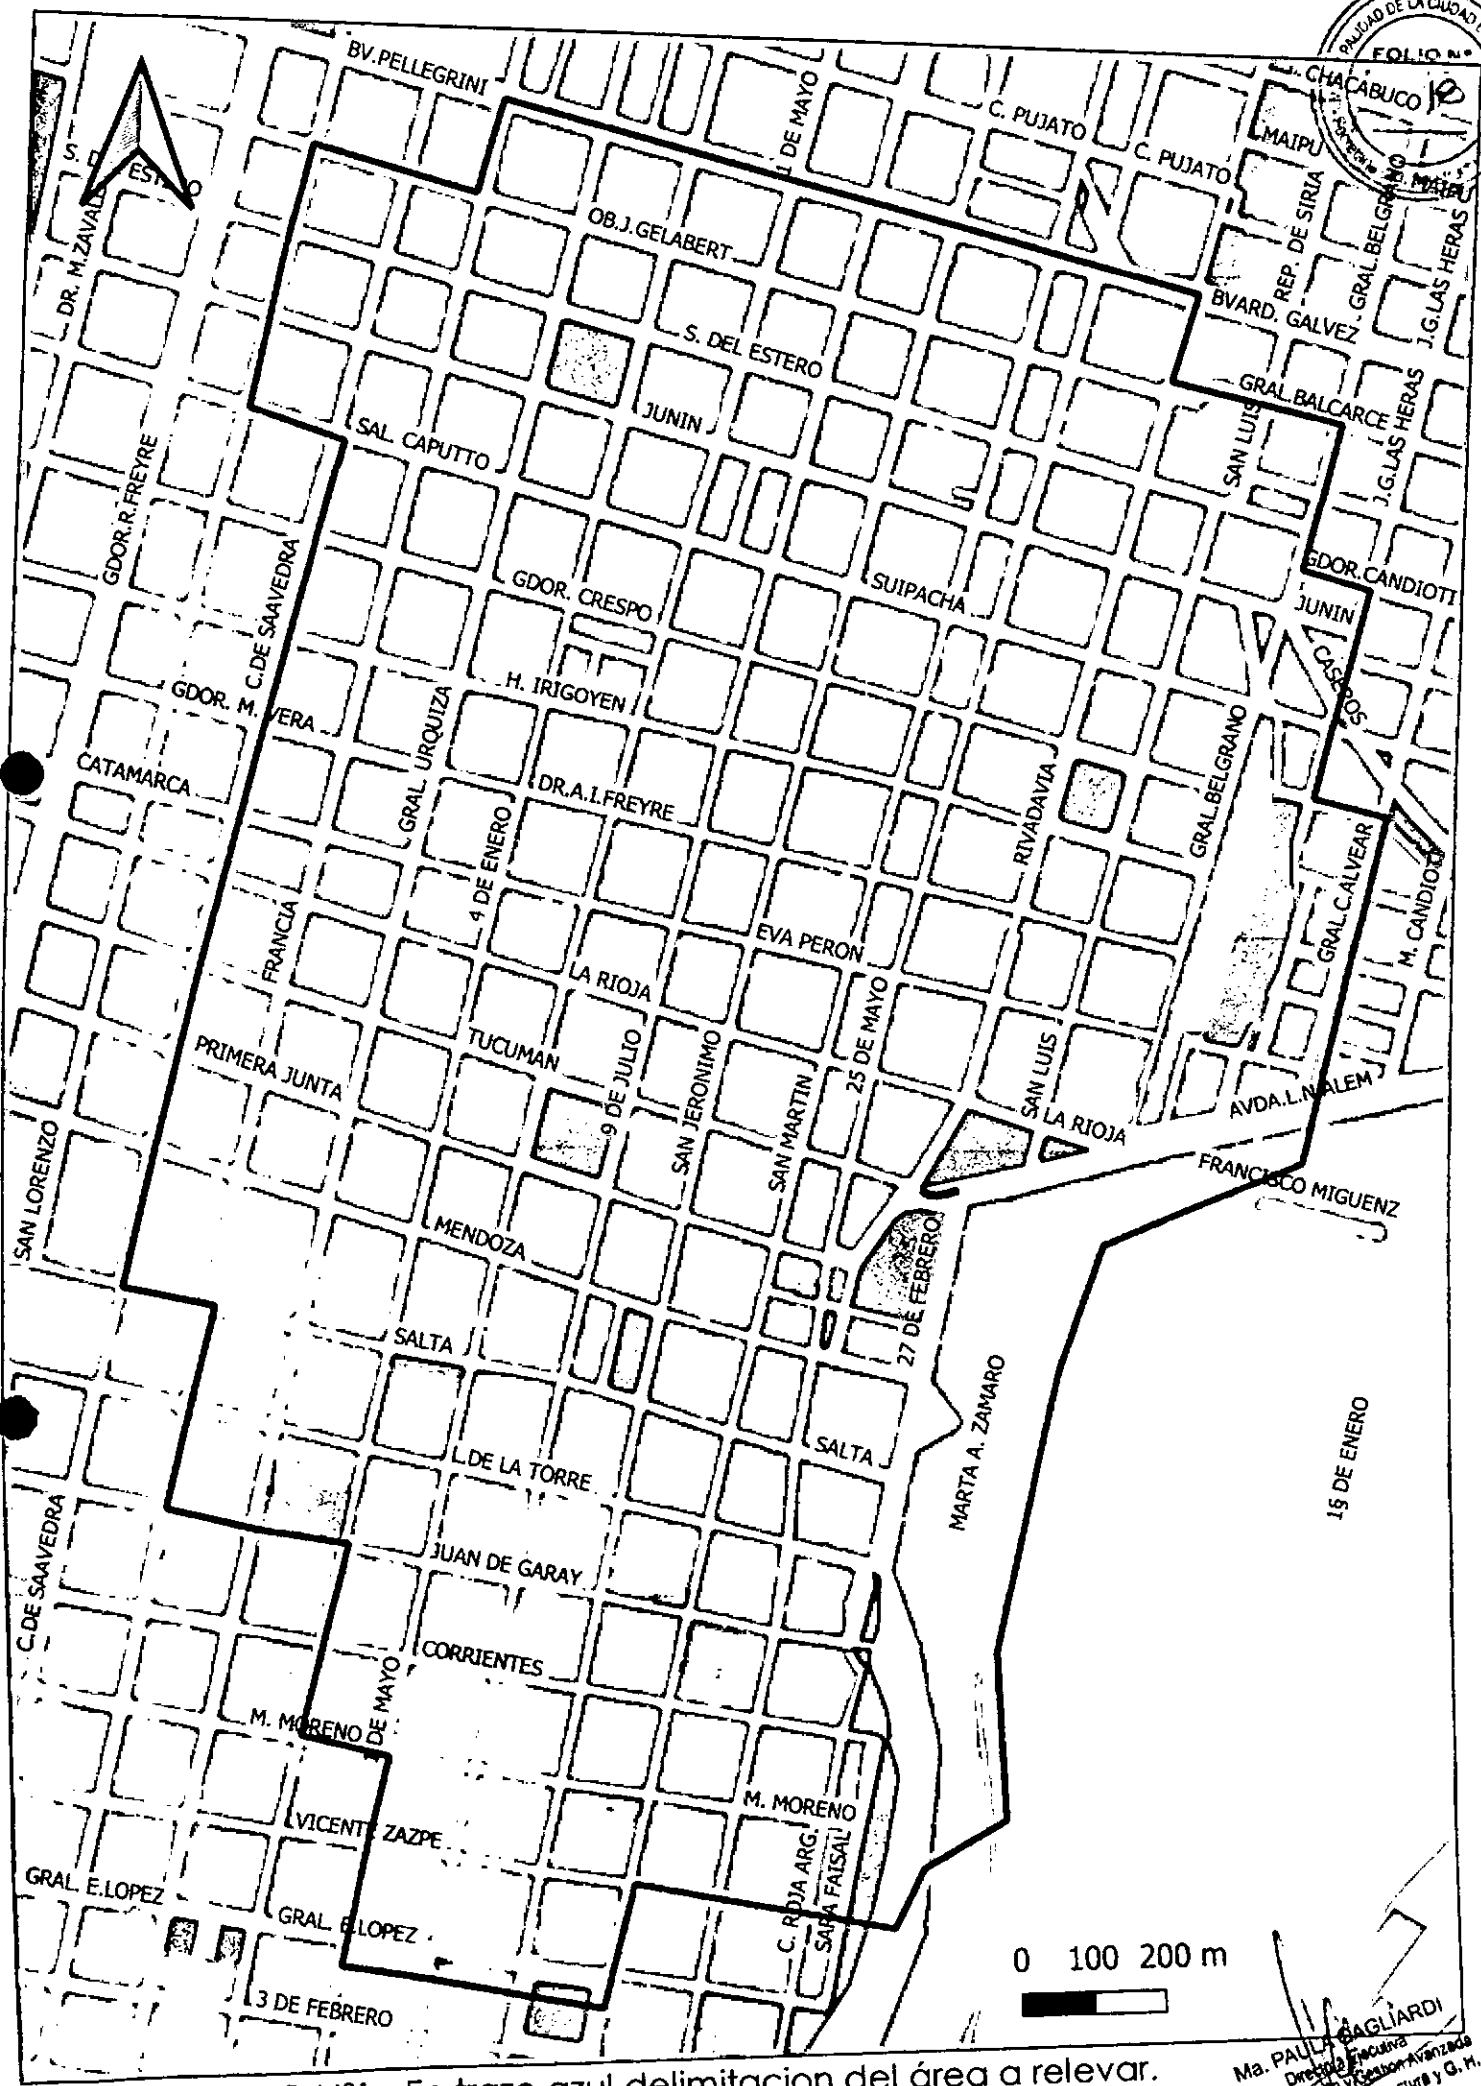 BV.PELLEGRINI
1 DE MAYO
C. PUJATO
C. PUJATO
CHACABUCO
MAIPU
MAIPU
FOLIO Nº
REP. DE SIRIA
GRAL.BELGRANO
J.G.LAS HERAS
DR. M.ZAVALLA
OB.J.GELABERT
BVARD. GALVEZ
S. DEL ESTERO
GRAL.BALCARCE
J.G.LAS HERAS
JUNIN
SAL. CAPUTTO
SAN LUIS
GDOR.R.FREYRE
C.DE SAAVEDRA
GDOR. CRESPO
SUIPACHA
GDOR.CANDIOTI
JUNIN
CASEROS
H. IRIGOYEN
GDOR. M. VERA
GRAL. URQUIZA
CATAMARCA
DR.A.I.FREYRE
RIVADAVIA
GRAL.BELGRANO
4 DE ENERO
GRAL.C.ALVEAR
M. CANDIOTI
FRANCIA
EVA PERON
LA RIOJA
25 DE MAYO
TUCUMAN
PRIMERA JUNTA
9 DE JULIO
SAN JERONIMO
SAN MARTIN
SAN LUIS
LA RIOJA
AVDA.L.N.ALEM
FRANCISCO MIGUENZ
SAN LORENZO
MENDOZA
27 DE FEBRERO
SALTA
MARTA A. ZAMARO
SALTA
L.DE LA TORRE
C.DE SAAVEDRA
JUAN DE GARAY
CORRIENTES
1 DE MAYO
M. MORENO
M. MORENO
VICENTE ZAZPE
C. ROJA ARG.
SARA FAISAL
GRAL. E.LOPEZ
GRAL. E.LOPEZ
3 DE FEBRERO
0 100 200 m
azul delimitacion del área a relevar.
Ma. PAULA BAGLIARDI